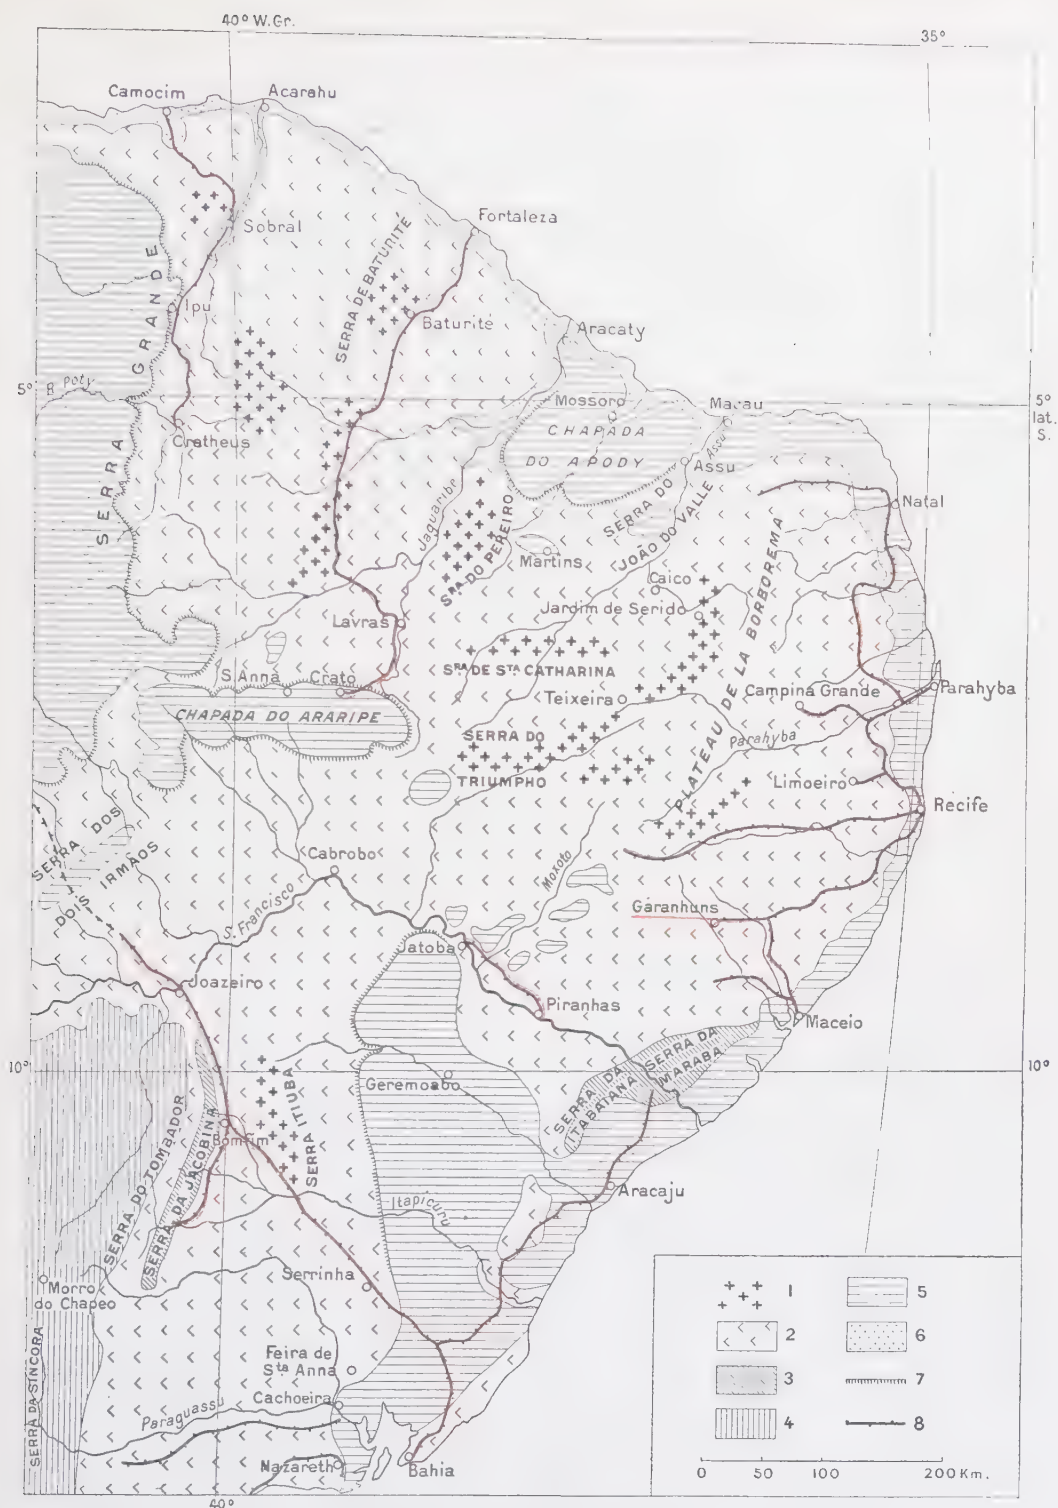 40° W.Gr.
35°
Camocim
Acarahu
Fortaleza
Sobral
SERRA DE BATURITÉ
SERRA GRANDE
Ipu
Baturité
Aracaty
5°
R. Poty
Mossoro
Macau
5°
lat.
S.
CHAPADA
DO APODY
Cratheus
Assu
Assu
Natal
Jaguaribe
SRA DO PEREIRO
SERRA DO
JOÃO DO VALLE
Martins
Caico
Jardim de Serido
PLATEAU DE LA BORBOREMA
Lavras
SRA DE STA CATHARINA
S. Anna
Crato
Teixeira
Campina Grande
Parahyba
CHAPADA DO ARARIPE
SERRA DO
TRIUMPHO
Parahyba
Limoeiro
Recife
SERRA DOS
DOIS IRMÃOS
Cabrobo
Moxoto
S. Francisco
Garanhuns
Jatoba
Joazeiro
Piranhas
Maceio
10°
10°
SERRA DA
MARABA
SERRA DA
ITABAIANA
Geremoabo
SERRA ITIUBA
Bomfim
SERRA DO TOMBADOR
SERRA DA JACOBINA
Itapicuru
Aracaju
Morro
do Chapeo
Serrinha
SERRA DA SINCORA
Feira de
Sta Anna
Cachoeira
Paraguassu
Nazareth
Bahia
40°
1
5
2
6
3
7
4
8
0 50 100 200 Km.